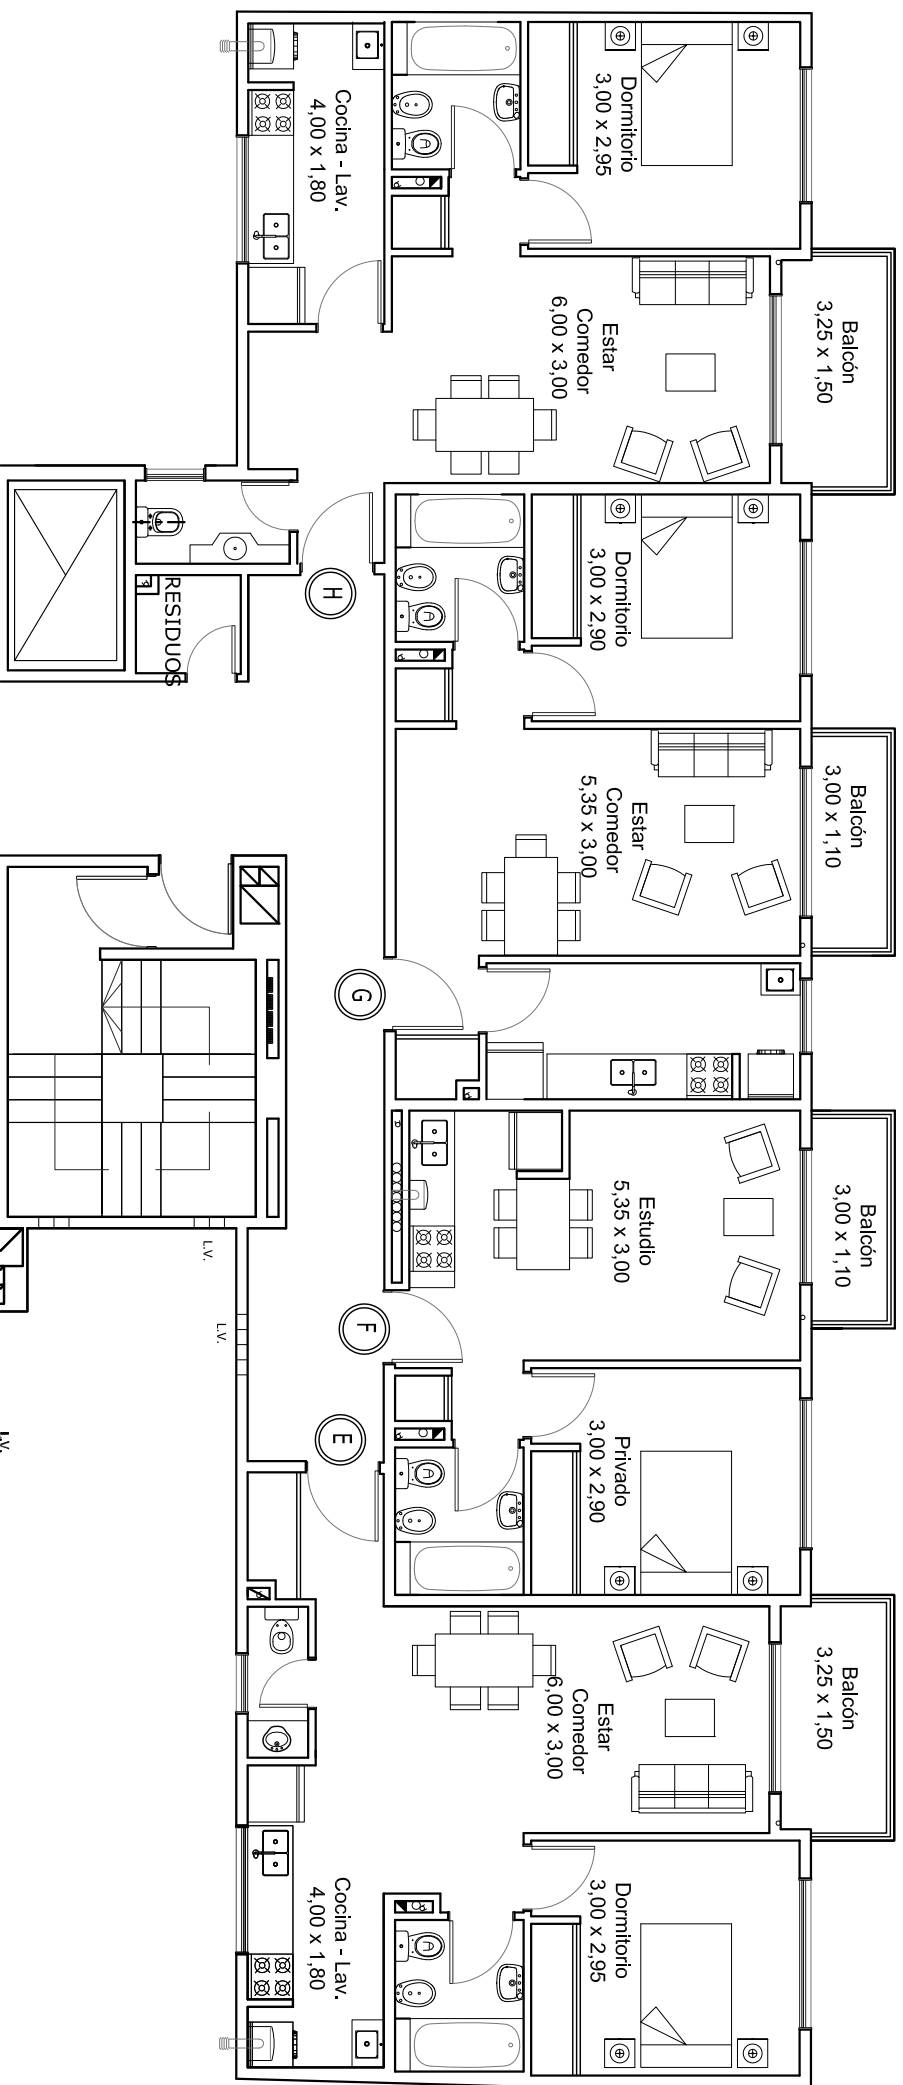 Dormitorio
3,00 x 2,95
Cocina - Lav.
4,00 x 1,80
Balcón
3,25 x 1,50
Estar
Comedor
6,00 x 3,00
H
RESIDUOS
Dormitorio
3,00 x 2,90
Balcón
3,00 x 1,10
Estar
Comedor
5,35 x 3,00
G
Balcón
3,00 x 1,10
Estudio
5,35 x 3,00
L.V.
L.V.
F
E
L.V.
Privado
3,00 x 2,90
Balcón
3,25 x 1,50
Estar
Comedor
6,00 x 3,00
Dormitorio
3,00 x 2,95
Cocina - Lav.
4,00 x 1,80